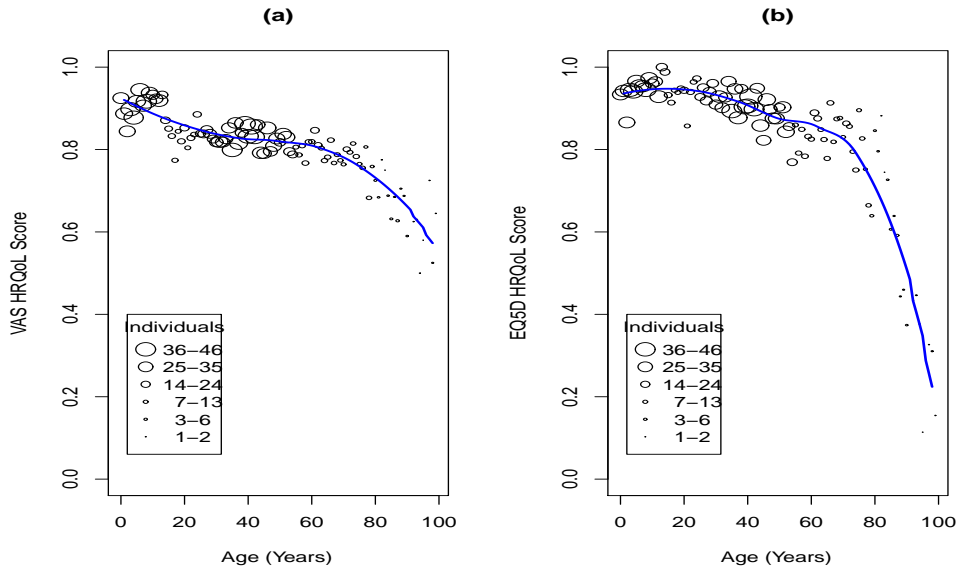 (a)
VAS HRQoL Score
1.0
0.8
0.6
0.4
0.2
0.0
Individuals
36−46
25−35
14−24
7−13
3−6
1−2
0 20 40 60 80 100
Age (Years)
(b)
EQ5D HRQoL Score
1.0
0.8
0.6
0.4
0.2
0.0
Individuals
36−46
25−35
14−24
7−13
3−6
1−2
0 20 40 60 80 100
Age (Years)